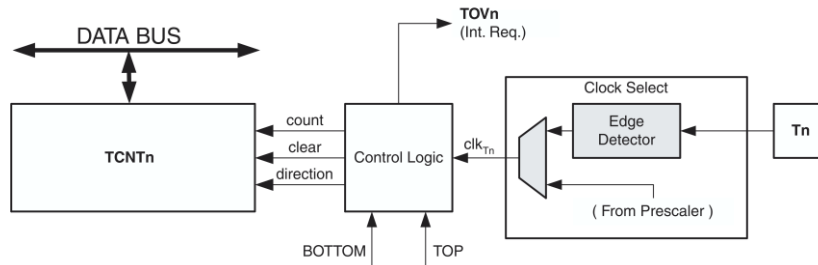 TOVn
(Int. Req.)
DATA BUS
Clock Select
count
clear
direction
TCNTn
Control Logic
clkTn
Edge
Detector
Tn
( From Prescaler )
BOTTOM
TOP